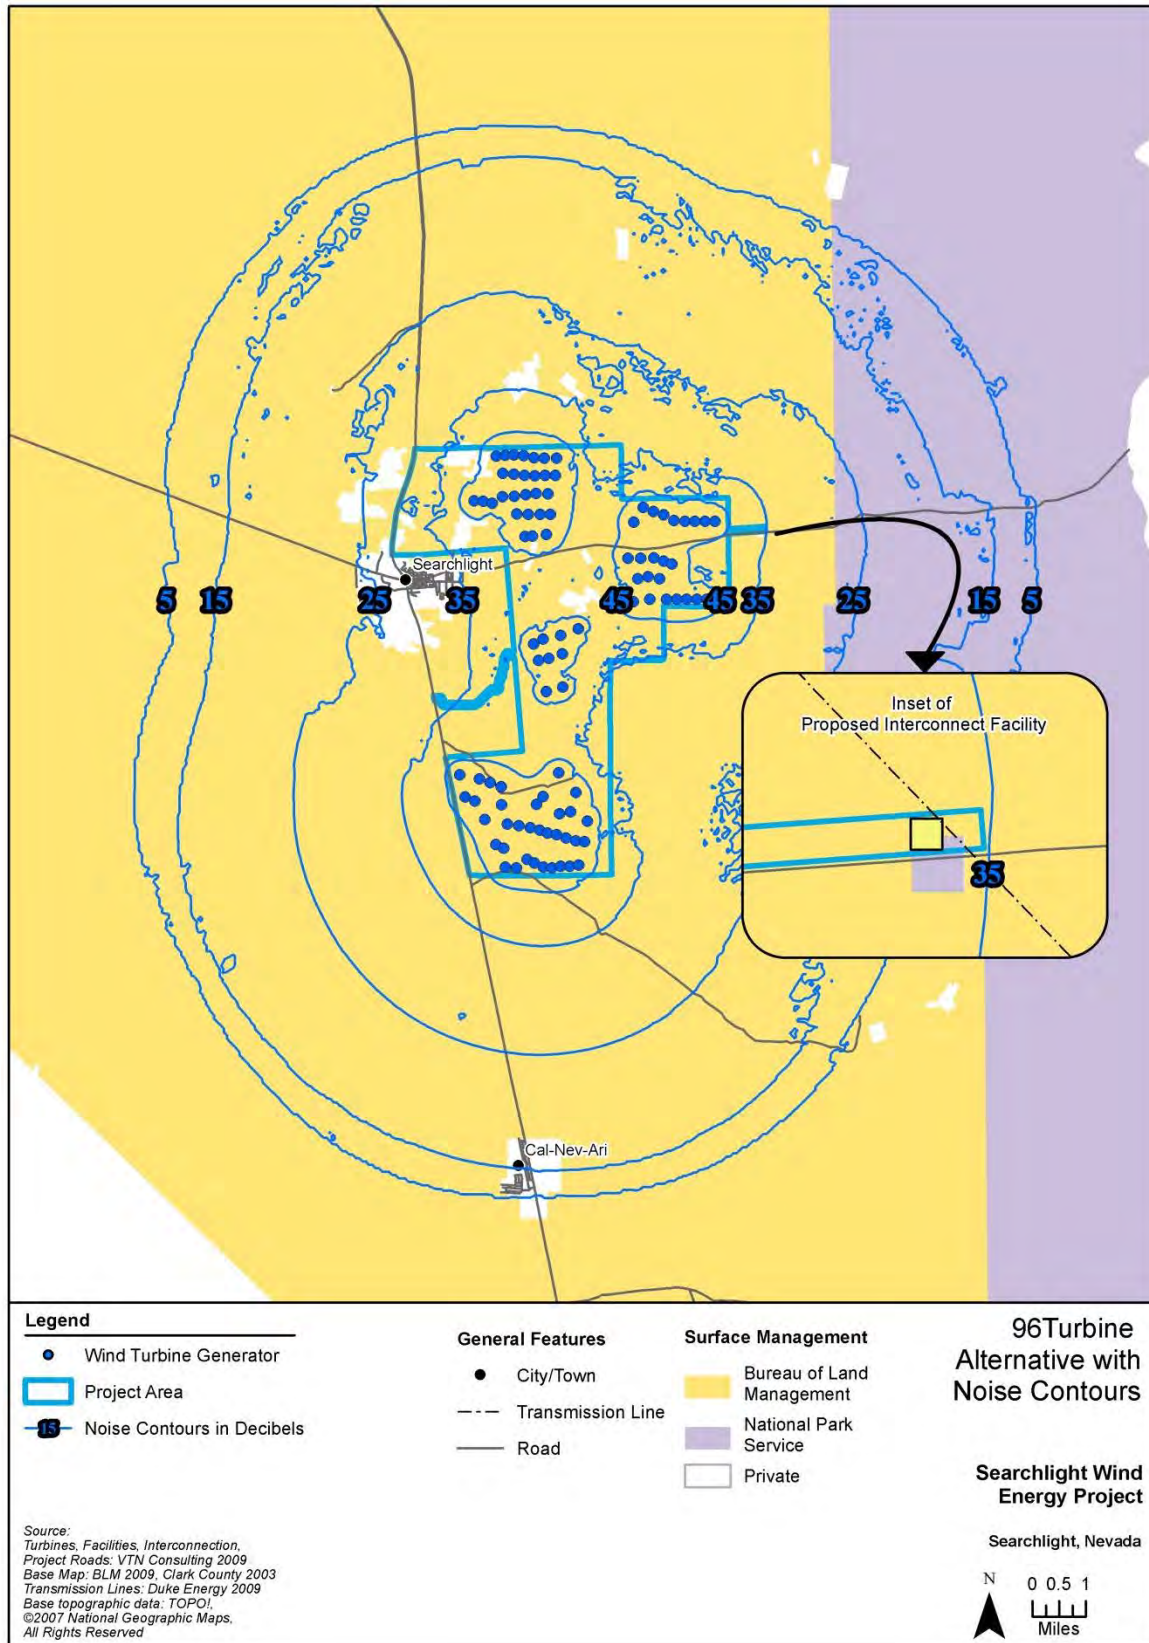 Searchlight
5
15
25
35
45
45
35
25
15
5
Inset of
Proposed Interconnect Facility
35
Cal-Nev-Ari
Legend
Wind Turbine Generator
Project Area
15
Noise Contours in Decibels
General Features
City/Town
Transmission Line
Road
Surface Management
Bureau of Land
Management
National Park
Service
Private
96Turbine
Alternative with
Noise Contours
Searchlight Wind
Energy Project
Searchlight, Nevada
Source:
Turbines, Facilities, Interconnection,
Project Roads: VTN Consulting 2009
Base Map: BLM 2009, Clark County 2003
Transmission Lines: Duke Energy 2009
Base topographic data: TOPO!,
©2007 National Geographic Maps,
All Rights Reserved
N
0 0.5 1
Miles